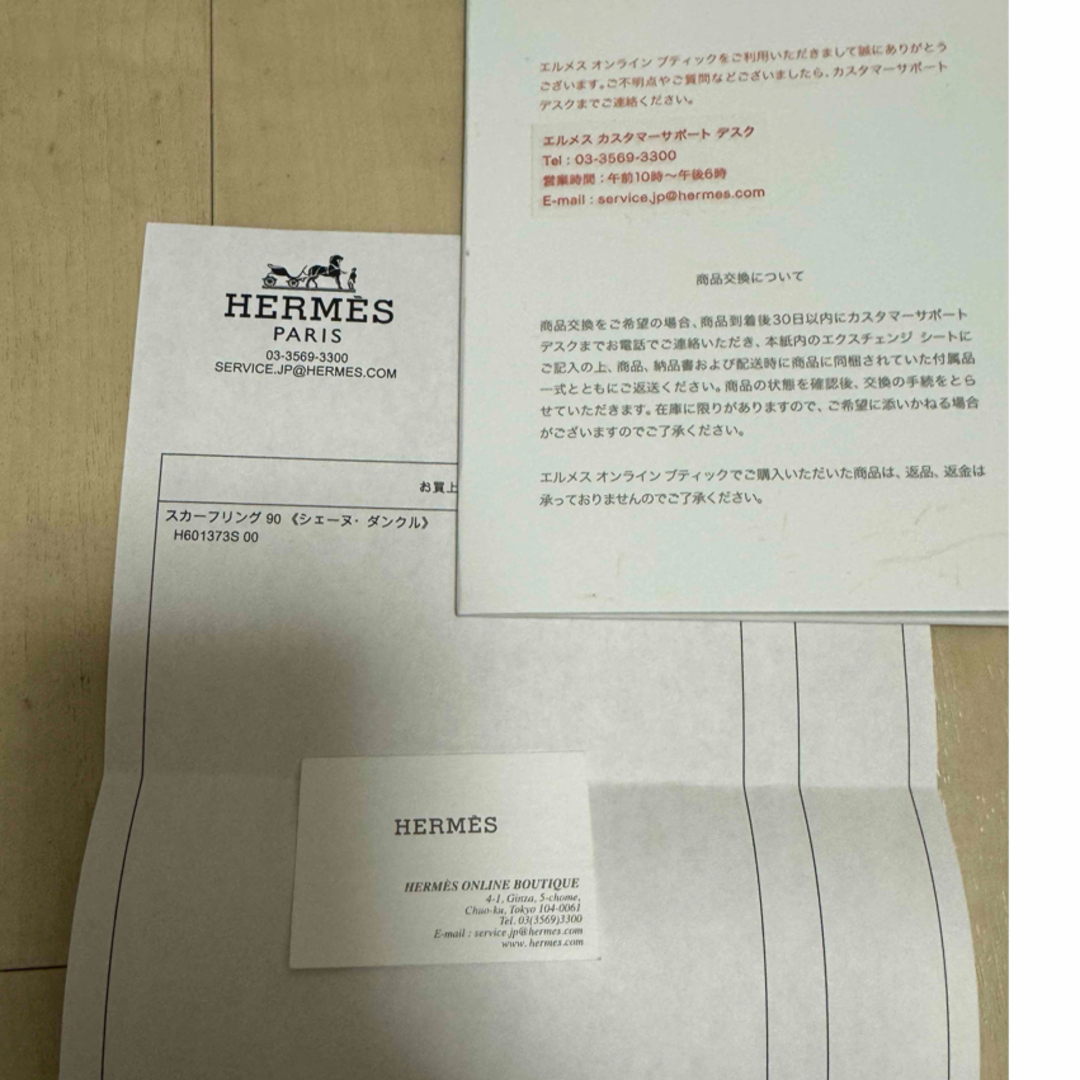 エルメス オンライン ブティックをご利用いただきまして誠にありがとう
ございます。ご不明点やご質問などございましたら、カスタマーサポート
デスクまでご連絡ください。
エルメス カスタマーサポート デスク
Tel : 03-3569-3300
営業時間：午前10時〜午後6時
E-mail : service.jp@hermes.com
商品交換について
商品交換をご希望の場合、商品到着後30日以内にカスタマーサポート
デスクまでお電話でご連絡いただき、本紙内のエクスチェンジ シートに
ご記入の上、商品、納品書および配送時に商品に同梱されていた付属品
一式とともにご返送ください。商品の状態を確認後、交換の手続をとら
せていただきます。在庫に限りがありますので、ご希望に添いかねる場合
がございますのでご了承ください。
エルメス オンライン ブティックでご購入いただいた商品は、返品、返金は
承っておりませんのでご了承ください。
HERMÈS
PARIS
03-3569-3300
SERVICE.JP@HERMES.COM
お買上
スカーフリング 90 《シェーヌ・ダンクル》
H601373S 00
HERMÈS
HERMÈS ONLINE BOUTIQUE
4-1, Ginza, 5-chome,
Chuo-ku, Tokyo 104-0061
Tel. 03(3569)3300
E-mail : service.jp@hermes.com
www. hermes.com